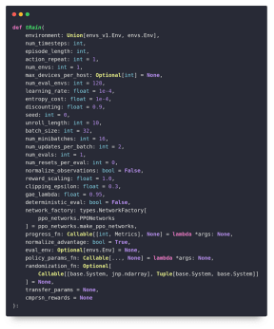 def train(
environment: Union[envs_v1.Env, envs.Env],
num_timesteps: int,
episode_length: int,
action_repeat: int = 1,
num_envs: int = 1,
max_devices_per_host: Optional[int] = None,
num_eval_envs: int = 128,
learning_rate: float = 1e-4,
entropy_cost: float = 1e-4,
discounting: float = 0.9,
seed: int = 0,
unroll_length: int = 10,
batch_size: int = 32,
num_minibatches: int = 16,
num_updates_per_batch: int = 2,
num_evals: int = 1,
num_resets_per_eval: int = 0,
normalize_observations: bool = False,
reward_scaling: float = 1.0,
clipping_epsilon: float = 0.3,
gae_lambda: float = 0.95,
deterministic_eval: bool = False,
network_factory: types.NetworkFactory[
ppo_networks.PPONetworks
] = ppo_networks.make_ppo_networks,
progress_fn: Callable[[int, Metrics], None] = lambda *args: None,
normalize_advantage: bool = True,
eval_env: Optional[envs.Env] = None,
policy_params_fn: Callable[..., None] = lambda *args: None,
randomization_fn: Optional[
Callable[[base.System, jnp.ndarray], Tuple[base.System, base.System]]
] = None,
transfer_params = None,
cmprsn_rewards = None
):